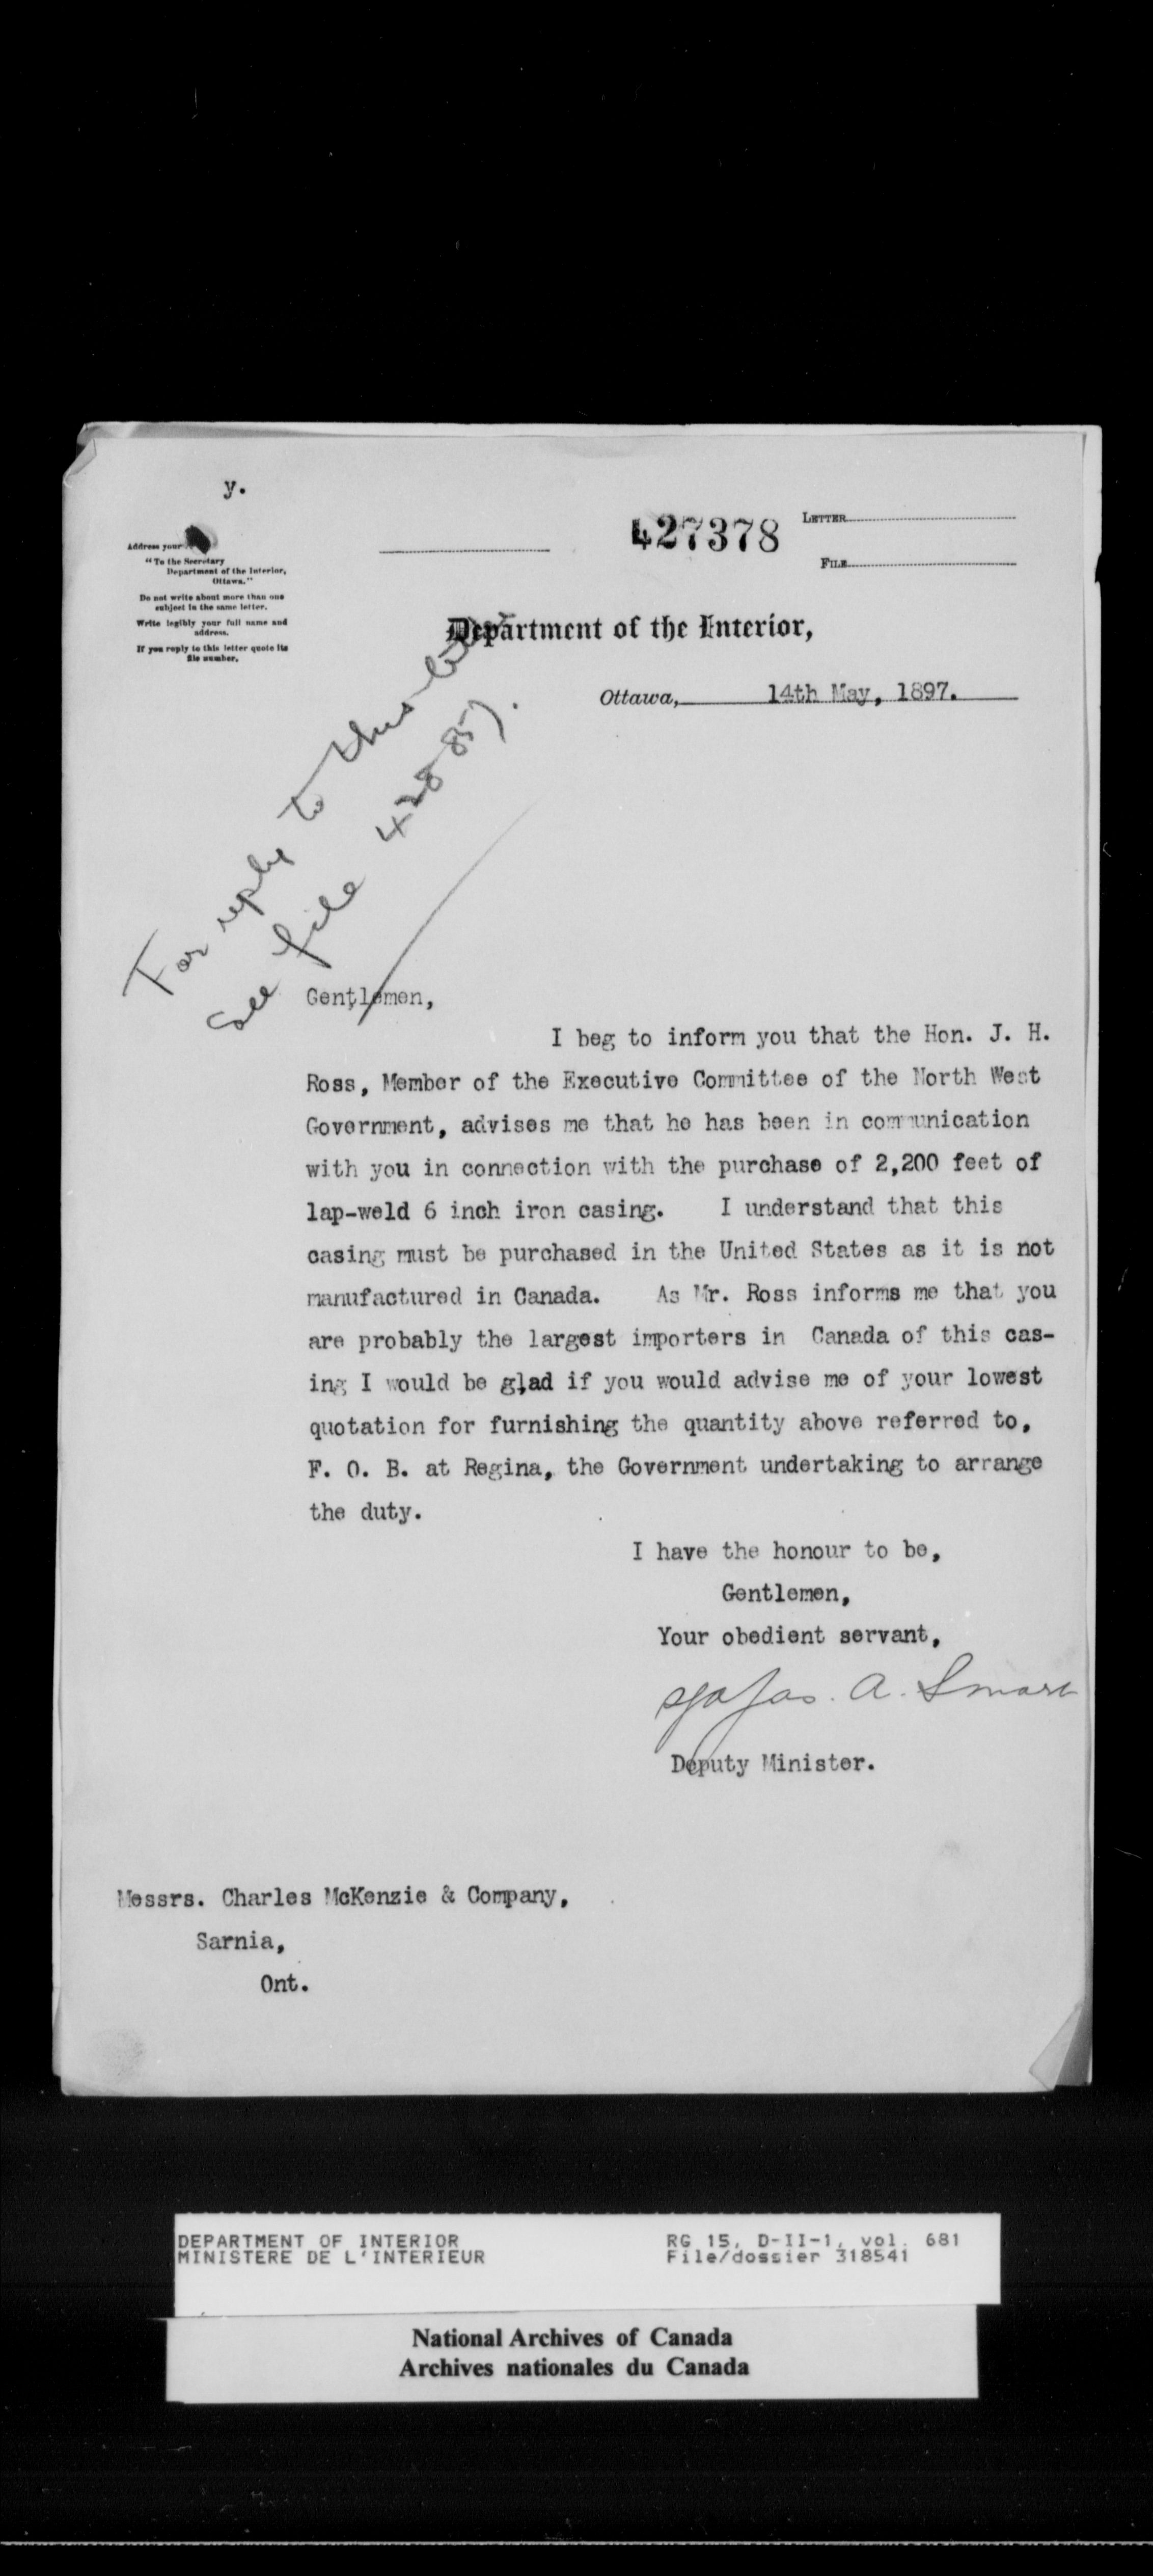 y.
427378
LETTER
FILE
Address your
"To the Secretary
Department of the Interior,
Ottawa."
Do not write about more than one
subject in the same letter.
Write legibly your full name and
address.
If you reply to this letter quote its
file number.
Department of the Interior,
Ottawa, 14th May, 1897.
For reply to this
see file 428857.
Gentlemen,
I beg to inform you that the Hon. J. H.
Ross, Member of the Executive Committee of the North West
Government, advises me that he has been in communication
with you in connection with the purchase of 2,200 feet of
lap-weld 6 inch iron casing. I understand that this
casing must be purchased in the United States as it is not
manufactured in Canada. As Mr. Ross informs me that you
are probably the largest importers in Canada of this cas-
ing I would be glad if you would advise me of your lowest
quotation for furnishing the quantity above referred to,
F. O. B. at Regina, the Government undertaking to arrange
the duty.
I have the honour to be,
Gentlemen,
Your obedient servant,
Jas. A. Smart
Deputy Minister.
Messrs. Charles McKenzie & Company,
Sarnia,
Ont.
DEPARTMENT OF INTERIOR
MINISTERE DE L'INTERIEUR
RG 15, D-II-1, vol. 681
File/dossier 318541
National Archives of Canada
Archives nationales du Canada